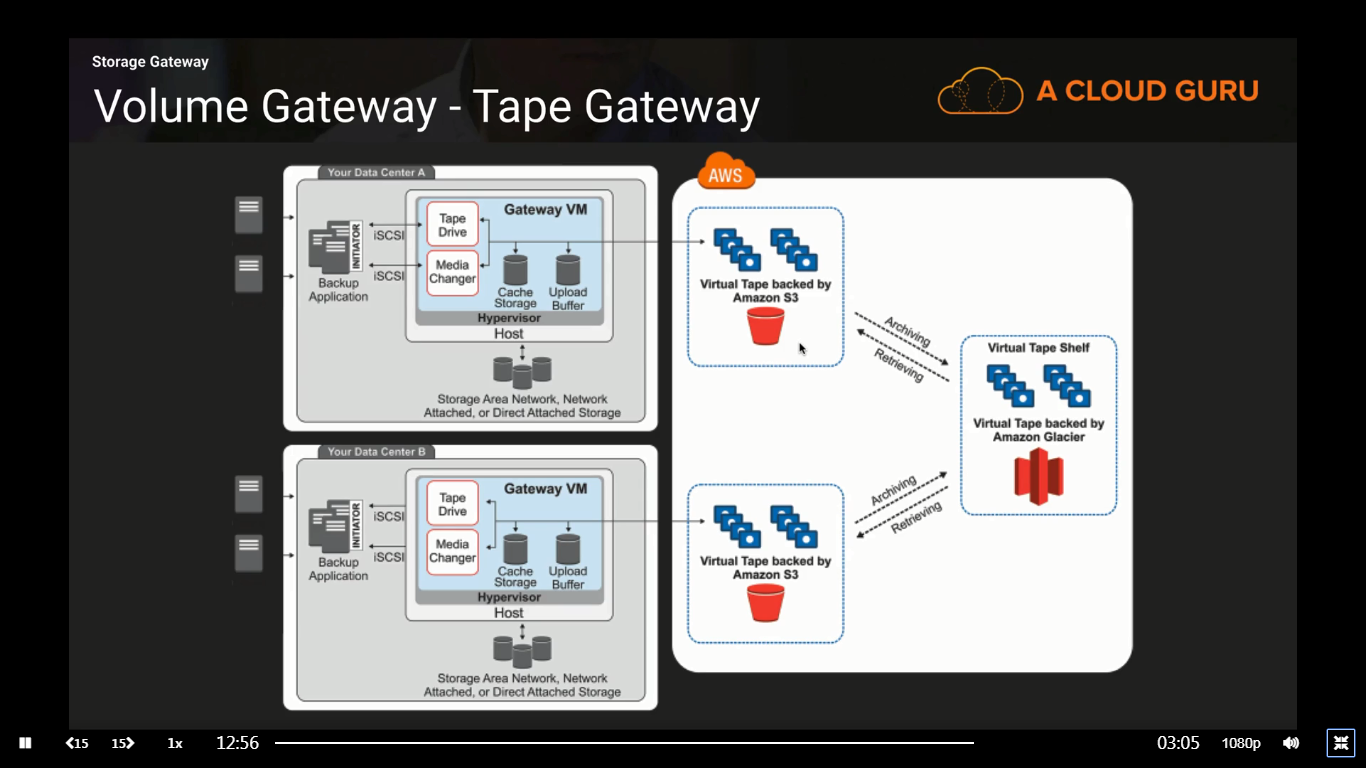 Storage Gateway
Volume Gateway - Tape Gateway
A CLOUD GURU
Your Data Center A
INITIATOR
Backup
Application
iSCSI
iSCSI
Tape
Drive
Media
Changer
Gateway VM
Cache
Storage
Upload
Buffer
Hypervisor
Host
Storage Area Network, Network
Attached, or Direct Attached Storage
Your Data Center B
INITIATOR
Backup
Application
iSCSI
iSCSI
Tape
Drive
Media
Changer
Gateway VM
Cache
Storage
Upload
Buffer
Hypervisor
Host
Storage Area Network, Network
Attached, or Direct Attached Storage
AWS
Virtual Tape backed by
Amazon S3
Archiving
Retrieving
Virtual Tape Shelf
Virtual Tape backed by
Amazon Glacier
Virtual Tape backed by
Amazon S3
Archiving
Retrieving
15
15
1x
12:56
03:05
1080p